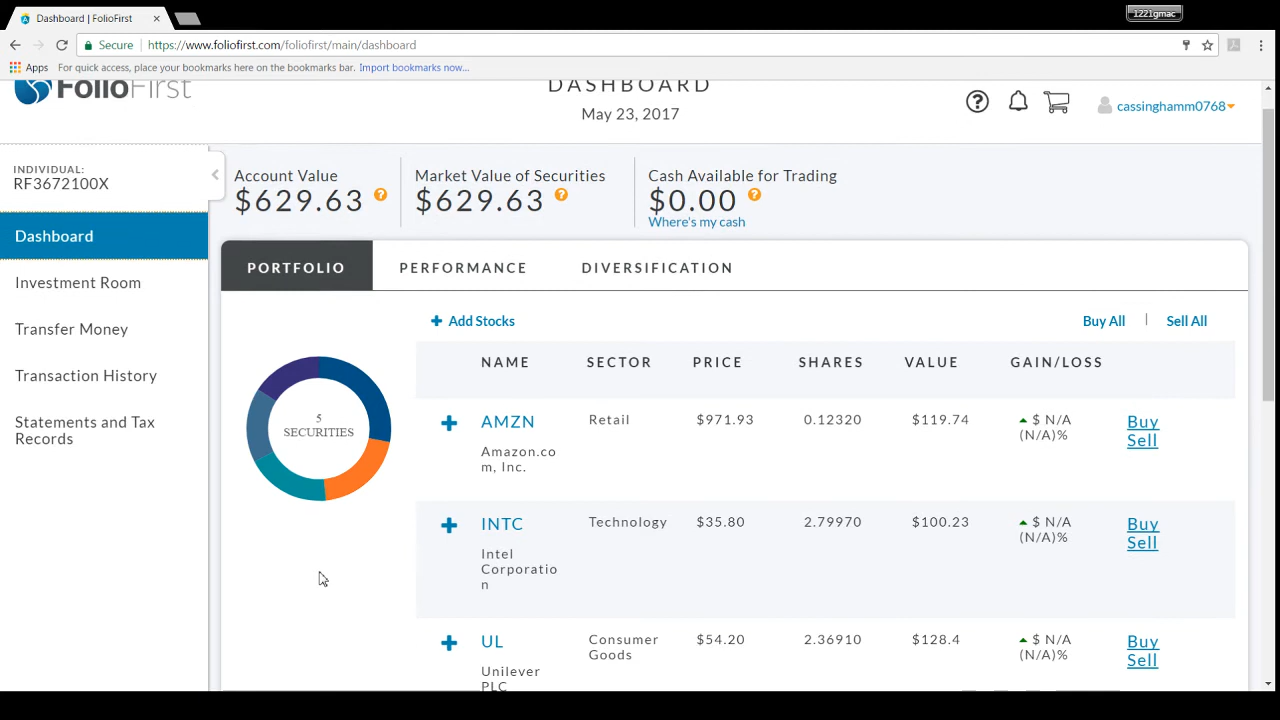 Dashboard | FolioFirst
1221gmac
Secure https://www.foliofirst.com/foliofirst/main/dashboard
Apps For quick access, place your bookmarks here on the bookmarks bar. Import bookmarks now...
FolioFirst
DASHBOARD
May 23, 2017
cassinghamm0768
INDIVIDUAL:
RF3672100X
Dashboard
Investment Room
Transfer Money
Transaction History
Statements and Tax
Records
Account Value
$629.63 ?
Market Value of Securities
$629.63 ?
Cash Available for Trading
$0.00 ?
Where's my cash
PORTFOLIO PERFORMANCE DIVERSIFICATION
+ Add Stocks
Buy All | Sell All
5
SECURITIES
NAME SECTOR PRICE SHARES VALUE GAIN/LOSS
AMZN Retail $971.93 0.12320 $119.74 $ N/A
(N/A)%
Buy
Sell
Amazon.co
m, Inc.
INTC Technology $35.80 2.79970 $100.23 $ N/A
(N/A)%
Buy
Sell
Intel
Corporatio
n
UL Consumer
Goods
$54.20 2.36910 $128.4 $ N/A
(N/A)%
Buy
Sell
Unilever
PLC